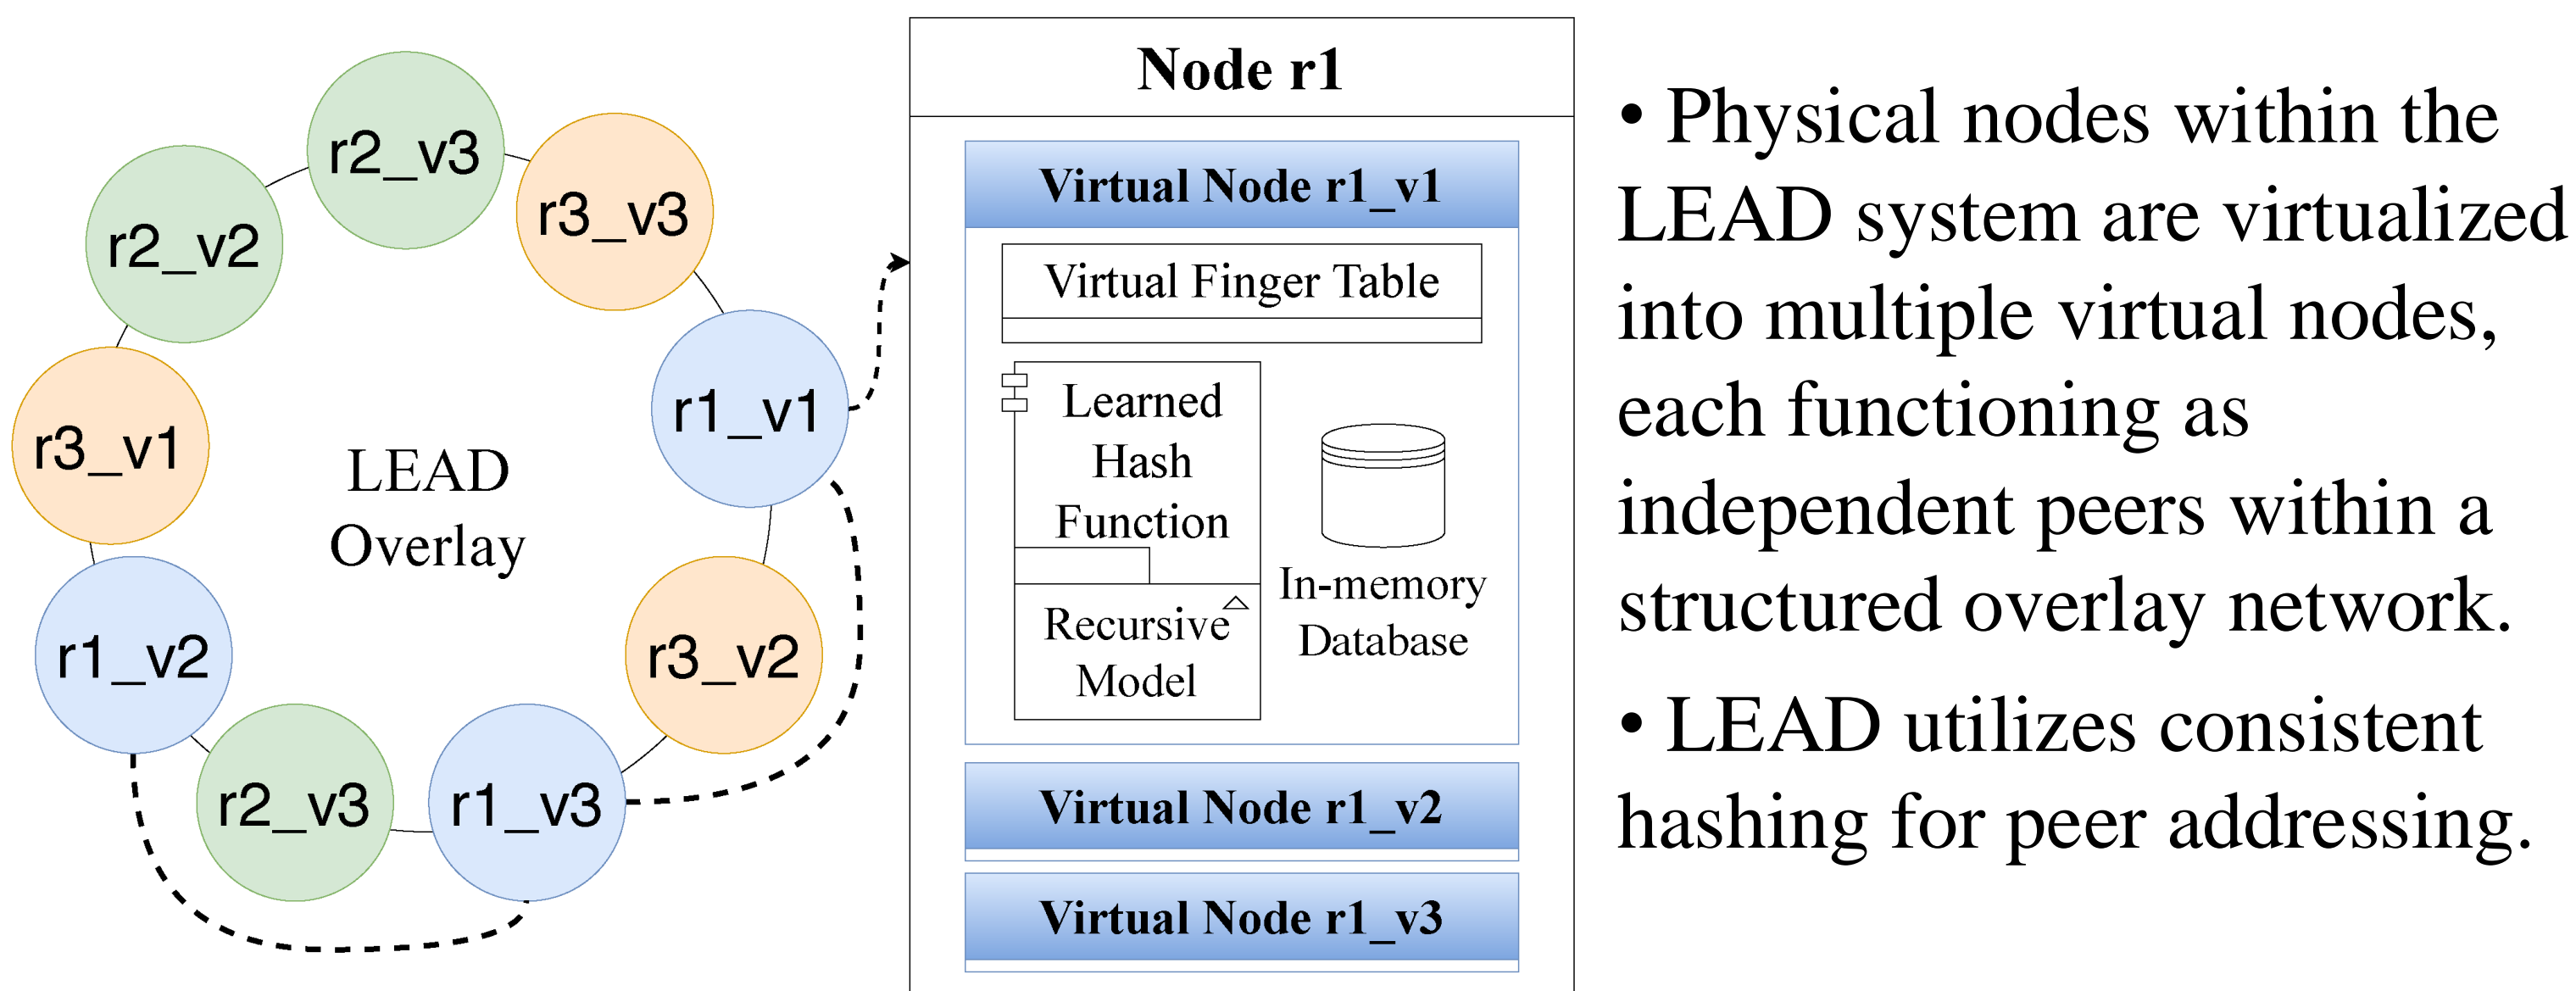 r2_v3
r3_v3
r2_v2
r1_v1
r3_v1
LEAD
Overlay
r1_v2
r3_v2
r2_v3
r1_v3
Node r1
Virtual Node r1_v1
Virtual Finger Table
Learned
Hash
Function
Recursive
Model
In-memory
Database
Virtual Node r1_v2
Virtual Node r1_v3
• Physical nodes within the
LEAD system are virtualized
into multiple virtual nodes,
each functioning as
independent peers within a
structured overlay network.
• LEAD utilizes consistent
hashing for peer addressing.